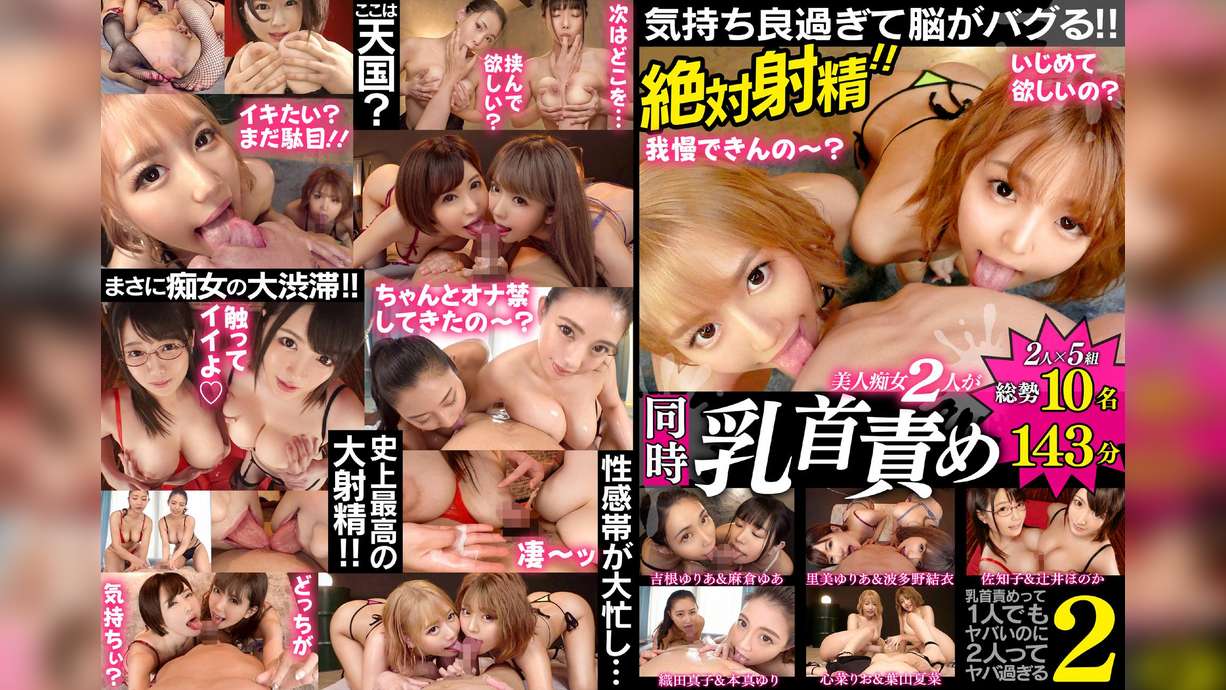 ここは
天国？
次はどこを…
挟んで
欲しい？
イキたい？
まだ駄目!!
まさに痴女の大渋滞!!
触って
イイよ♡
ちゃんとオナ禁
してきたの〜？
史上最高の
大射精!!
凄〜ッ
性感帯が大忙し…
気持ちぃ？
どっちが
気持ち良過ぎて脳がバグる!!
絶対射精!!
いじめて
欲しいの？
我慢できんの〜？
2人×5組
総勢10名
143分
美人痴女2人が
同時
乳首責め
吉根ゆりあ&麻倉ゆあ
里美ゆりあ&波多野結衣
佐知子&辻井ほのか
織田真子&本真ゆり
心菜りお&葉山夏菜
乳首責めって
1人でも
ヤバいのに
2人って
ヤバ過ぎる
2